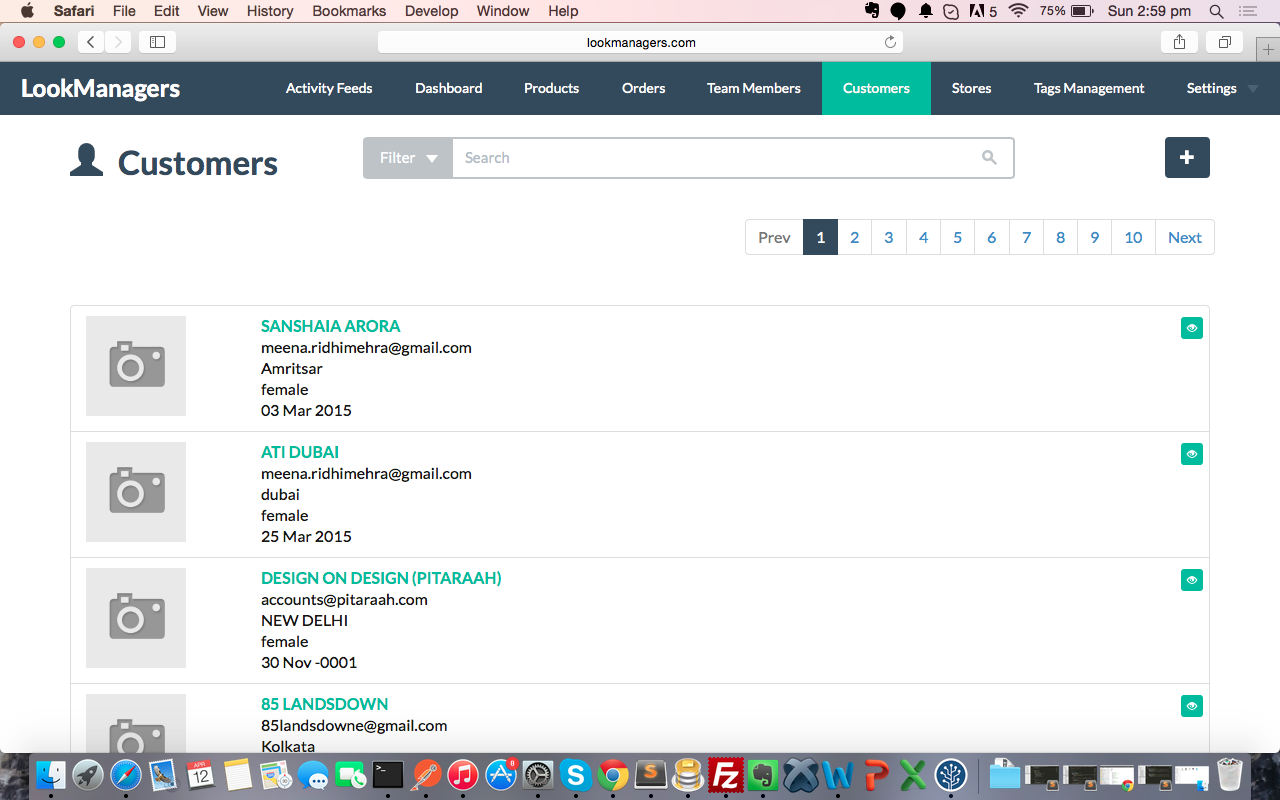 Safari File Edit View History Bookmarks Develop Window Help 5 75% Sun 2:59 pm
lookmanagers.com
LookManagers Activity Feeds Dashboard Products Orders Team Members Customers Stores Tags Management Settings
Customers Filter Search +
Prev 1 2 3 4 5 6 7 8 9 10 Next
SANSHAIA ARORA
meena.ridhimehra@gmail.com
Amritsar
female
03 Mar 2015
ATI DUBAI
meena.ridhimehra@gmail.com
dubai
female
25 Mar 2015
DESIGN ON DESIGN (PITARAAH)
accounts@pitaraah.com
NEW DELHI
female
30 Nov -0001
85 LANDSDOWN
85landsdowne@gmail.com
Kolkata
APR
12
8